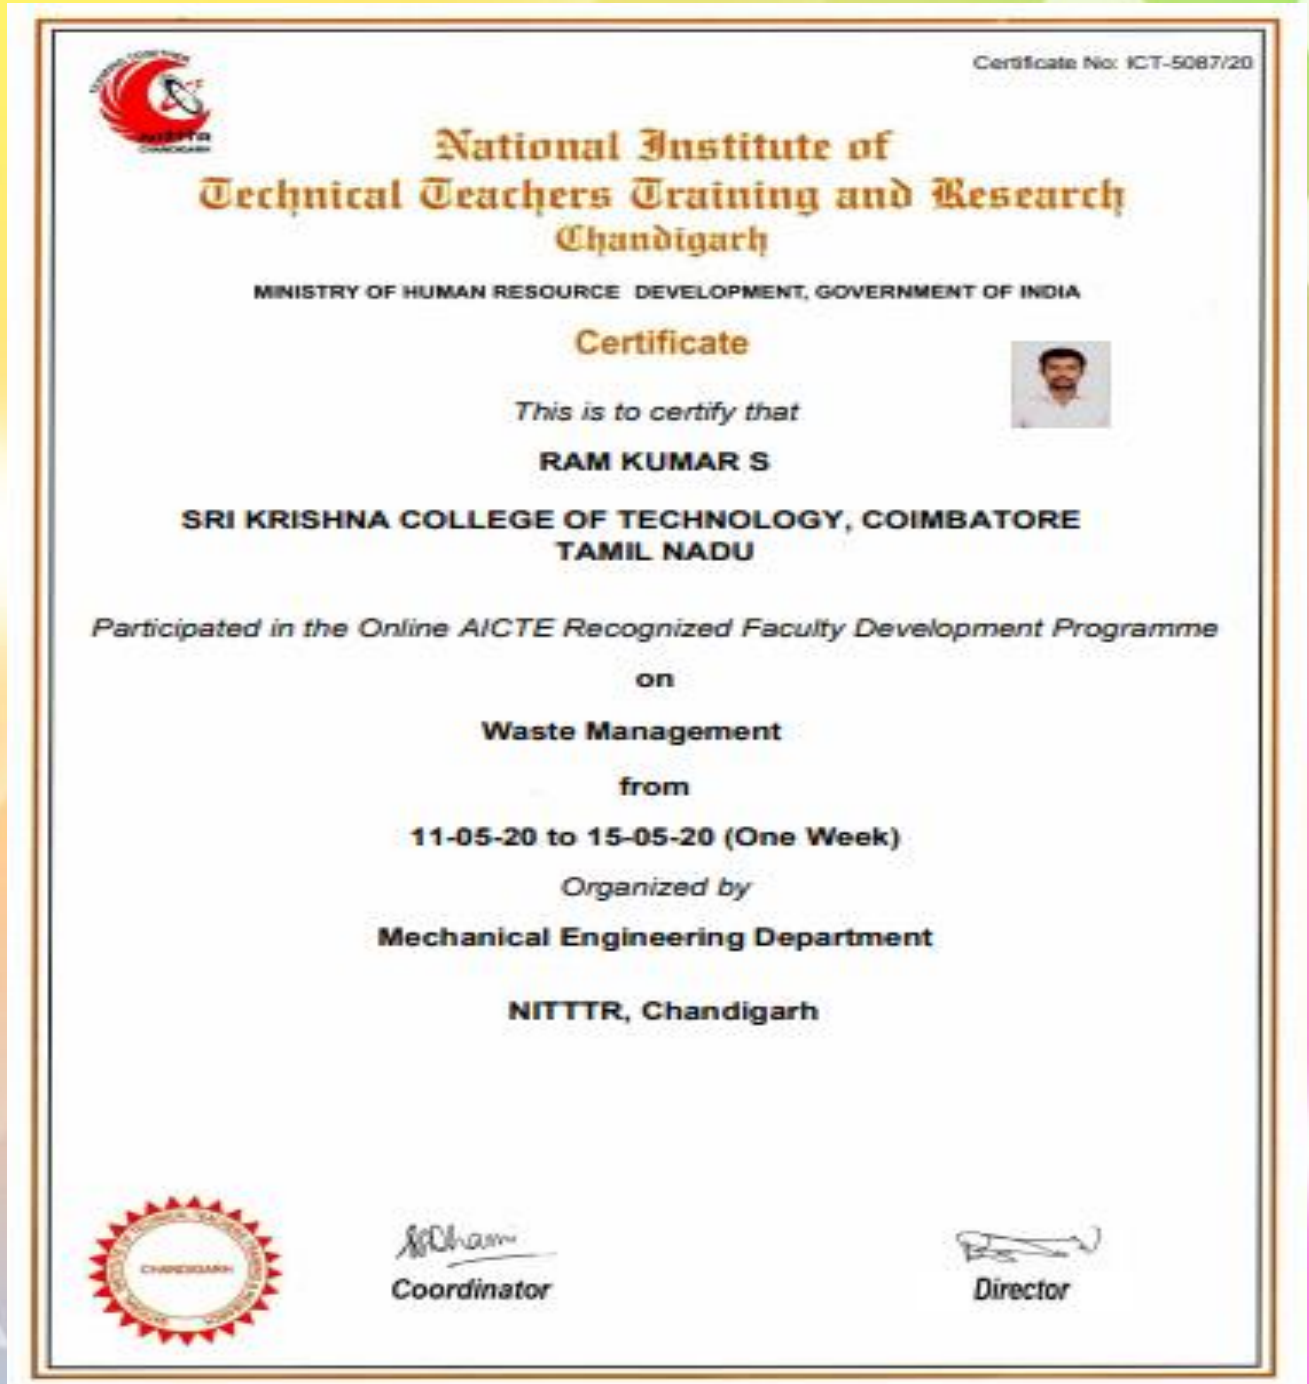 Certificate No: ICT-5087/20
NITTTR
CHANDIGARH
National Institute of
Technical Teachers Training and Research
Chandigarh
MINISTRY OF HUMAN RESOURCE DEVELOPMENT, GOVERNMENT OF INDIA
Certificate
This is to certify that
RAM KUMAR S
SRI KRISHNA COLLEGE OF TECHNOLOGY, COIMBATORE
TAMIL NADU
Participated in the Online AICTE Recognized Faculty Development Programme
on
Waste Management
from
11-05-20 to 15-05-20 (One Week)
Organized by
Mechanical Engineering Department
NITTTR, Chandigarh
CHANDIGARH
Coordinator
Director